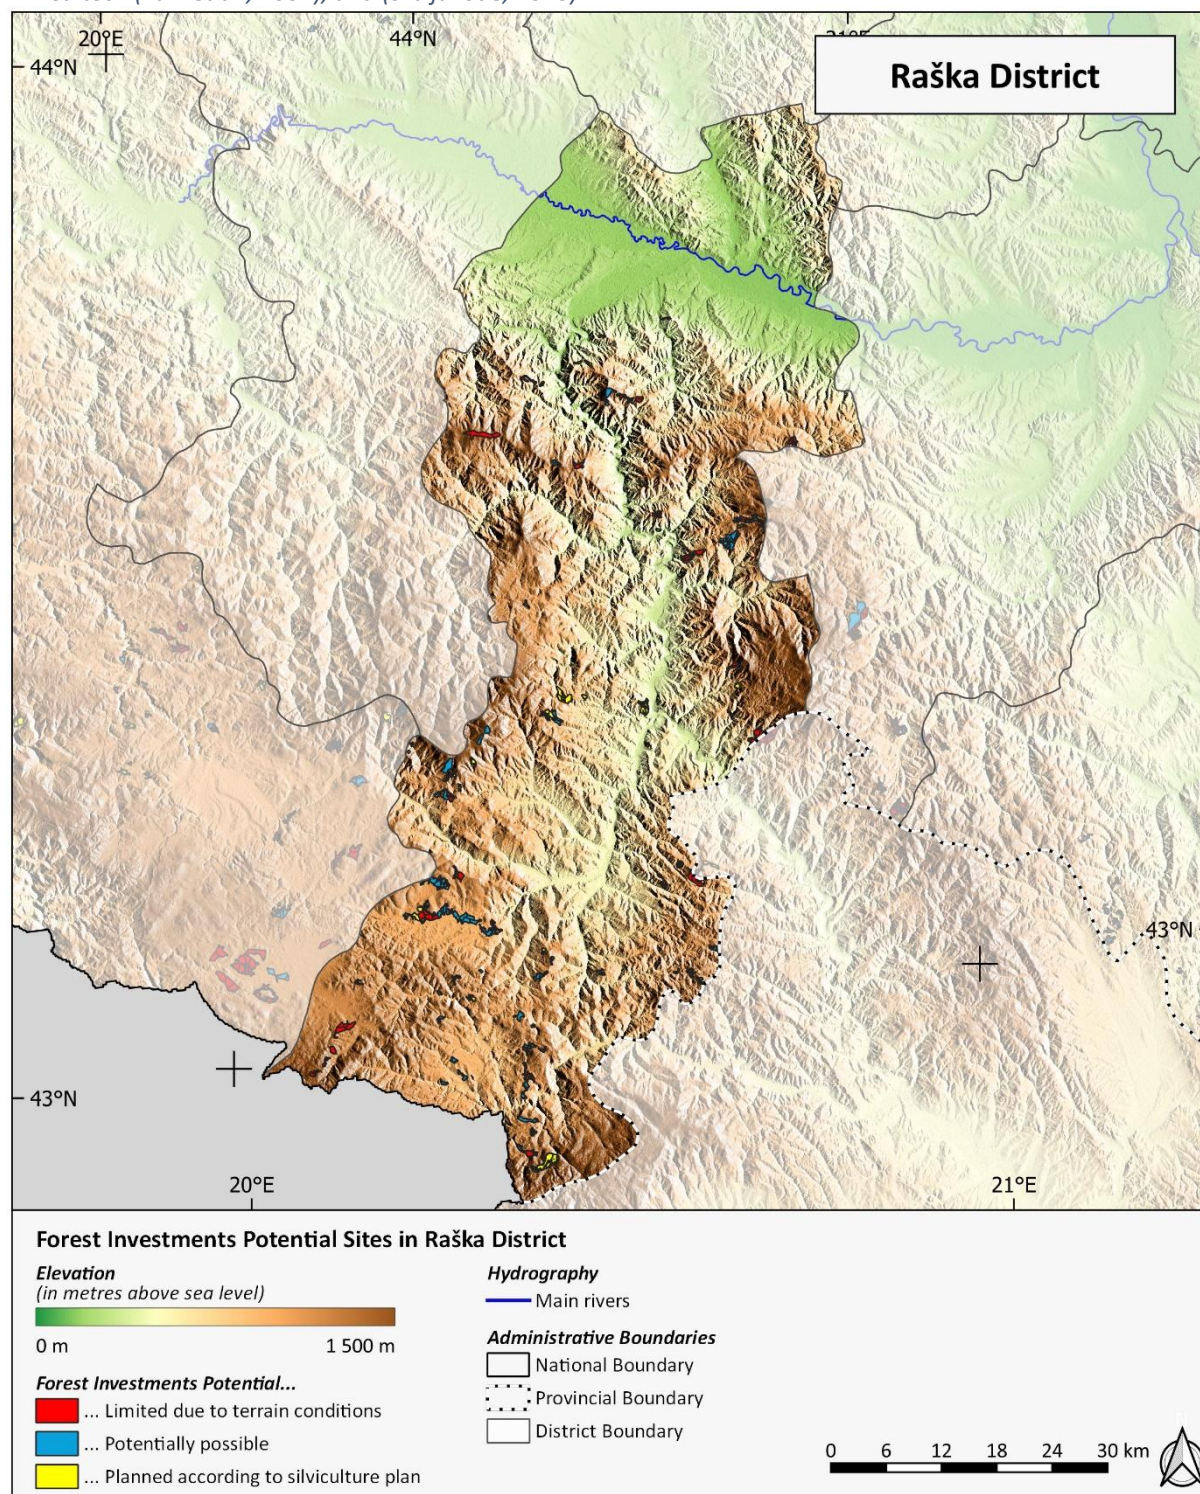 20°E
44°N
44°N
Raška District
43°N
43°N
20°E
21°E
Forest Investments Potential Sites in Raška District
Elevation
(in metres above sea level)
0 m
1 500 m
Forest Investments Potential...
... Limited due to terrain conditions
... Potentially possible
... Planned according to silviculture plan
Hydrography
Main rivers
Administrative Boundaries
National Boundary
Provincial Boundary
District Boundary
0 6 12 18 24 30 km